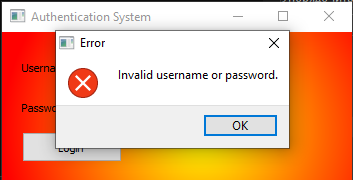 Authentication System
Error
Invalid username or password.
OK
Userna
Passwo
Login